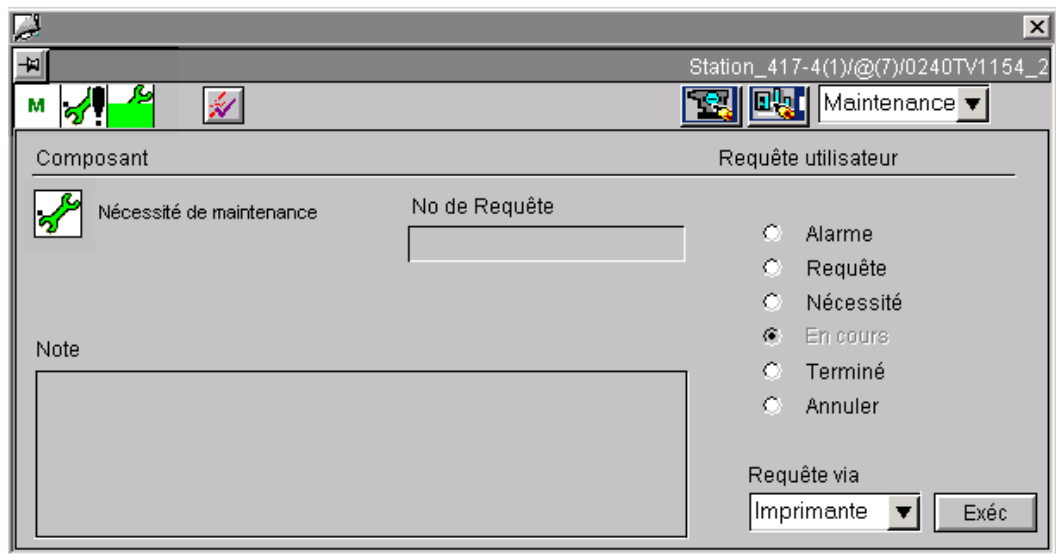 Station_417-4(1)/@(7)/0240TV1154_2
M
Maintenance
Composant
Requête utilisateur
Nécessité de maintenance
No de Requête
Alarme
Requête
Nécessité
En cours
Note
Terminé
Annuler
Requête via
Imprimante
Exéc